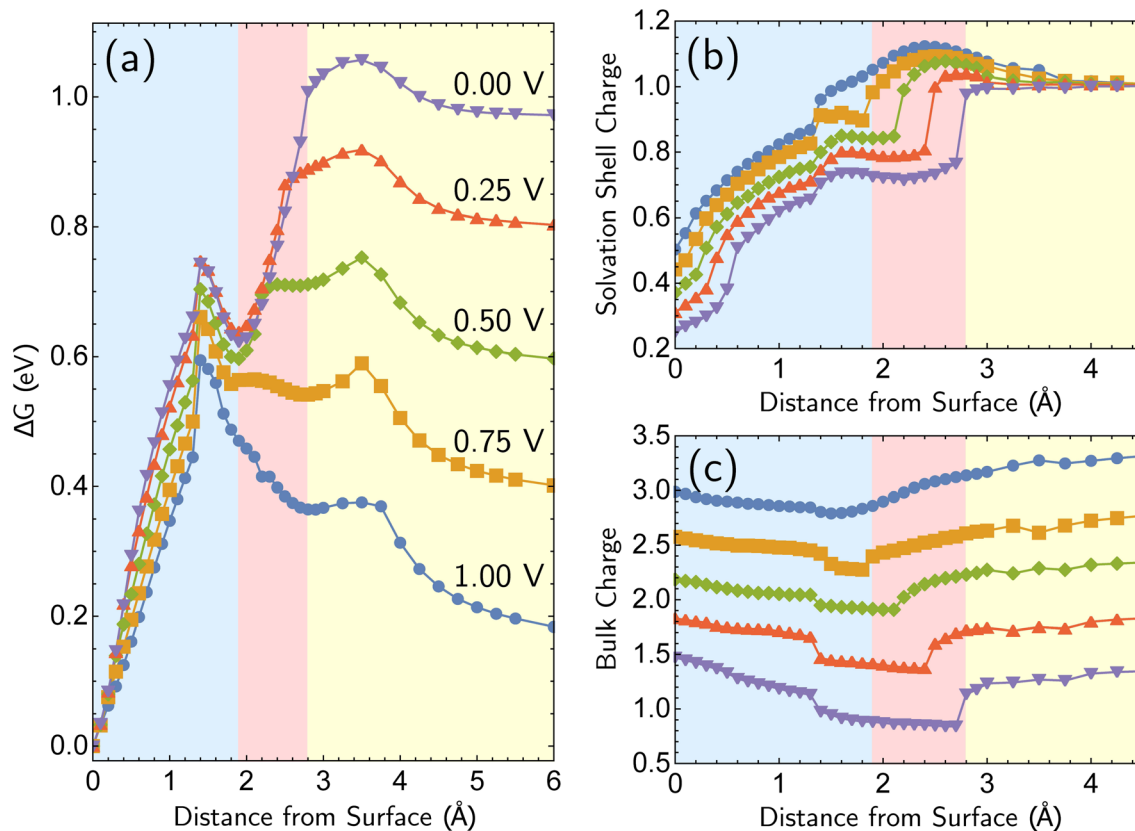 (a)
0.00 V
0.25 V
0.50 V
0.75 V
1.00 V
ΔG (eV)
1.0
0.8
0.6
0.4
0.2
0.0
0 1 2 3 4 5 6
Distance from Surface (Å)
(b)
Solvation Shell Charge
1.2
1.0
0.8
0.6
0.4
0.2
0 1 2 3 4
Distance from Surface (Å)
(c)
Bulk Charge
3.5
3.0
2.5
2.0
1.5
1.0
0.5
0 1 2 3 4
Distance from Surface (Å)